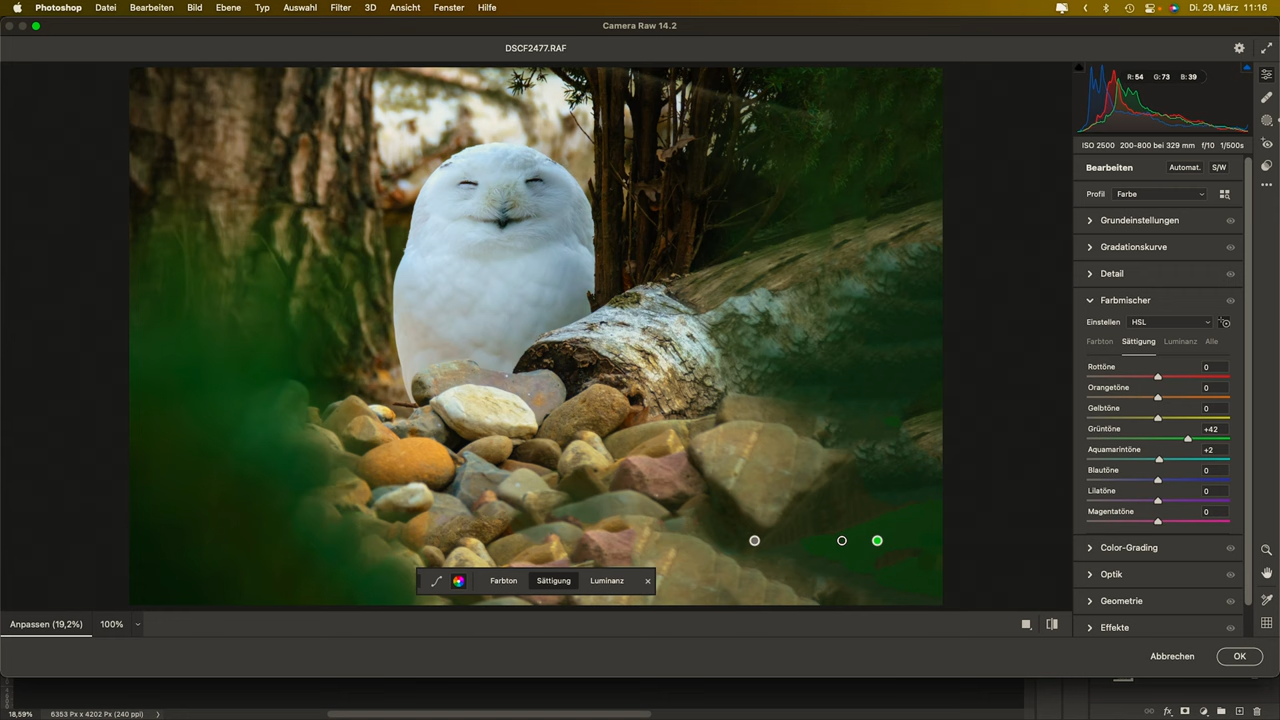 Photoshop Datei Bearbeiten Bild Ebene Typ Auswahl Filter 3D Ansicht Fenster Hilfe Di. 29. März 11:16
Camera Raw 14.2
DSCF2477.RAF
R: 54 G: 73 B: 39
ISO 2500 200-800 bei 329 mm f/10 1/500s
Bearbeiten Automat. S/W
Profil Farbe
Grundeinstellungen
Gradationskurve
Detail
Farbmischer
Einstellen HSL
Farbton Sättigung Luminanz Alle
Rottöne 0
Orangetöne 0
Gelbtöne 0
Grüntöne +42
Aquamarintöne +2
Blautöne 0
Lilatöne 0
Magentatöne 0
Color-Grading
Optik
Geometrie
Effekte
Farbton Sättigung Luminanz
Anpassen (19,2%) 100%
Abbrechen OK
18,59% 6353 Px x 4202 Px (240 ppi)
fx